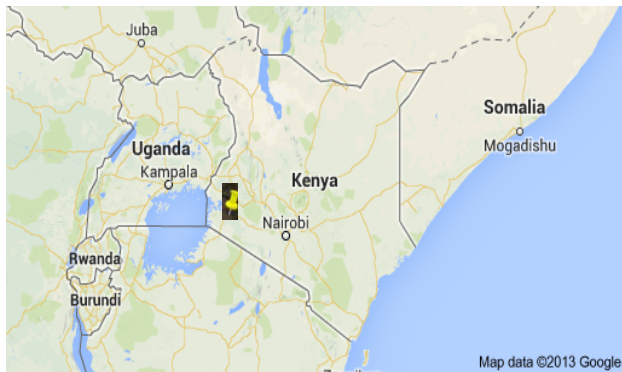 Juba
Somalia
Mogadishu
Uganda
Kampala
Kenya
Nairobi
Rwanda
Burundi
Map data ©2013 Google